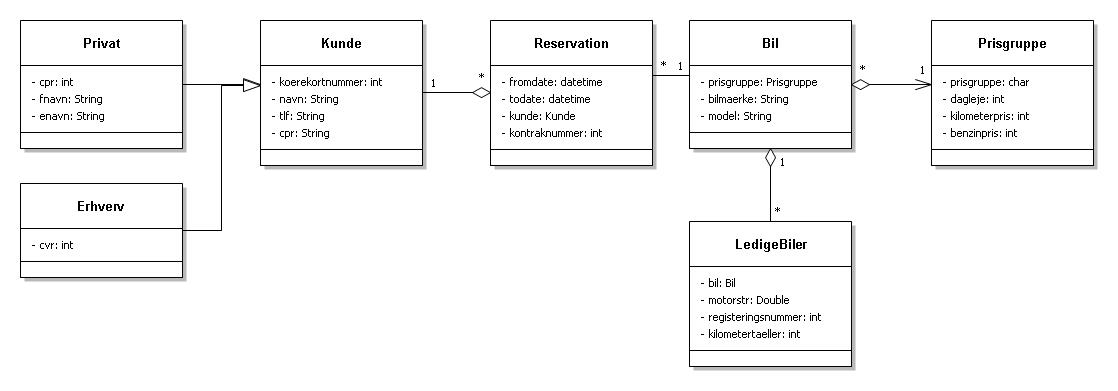 Privat
- cpr: int
- fnavn: String
- enavn: String
Erhverv
- cvr: int
Kunde
- koerekortnummer: int
- navn: String
- tlf: String
- cpr: String
1
*
Reservation
- fromdate: datetime
- todate: datetime
- kunde: Kunde
- kontraknummer: int
*
1
Bil
- prisgruppe: Prisgruppe
- bilmaerke: String
- model: String
*
1
Prisgruppe
- prisgruppe: char
- dagleje: int
- kilometerpris: int
- benzinpris: int
1
*
LedigeBiler
- bil: Bil
- motorstr: Double
- registeringsnummer: int
- kilometertaeller: int